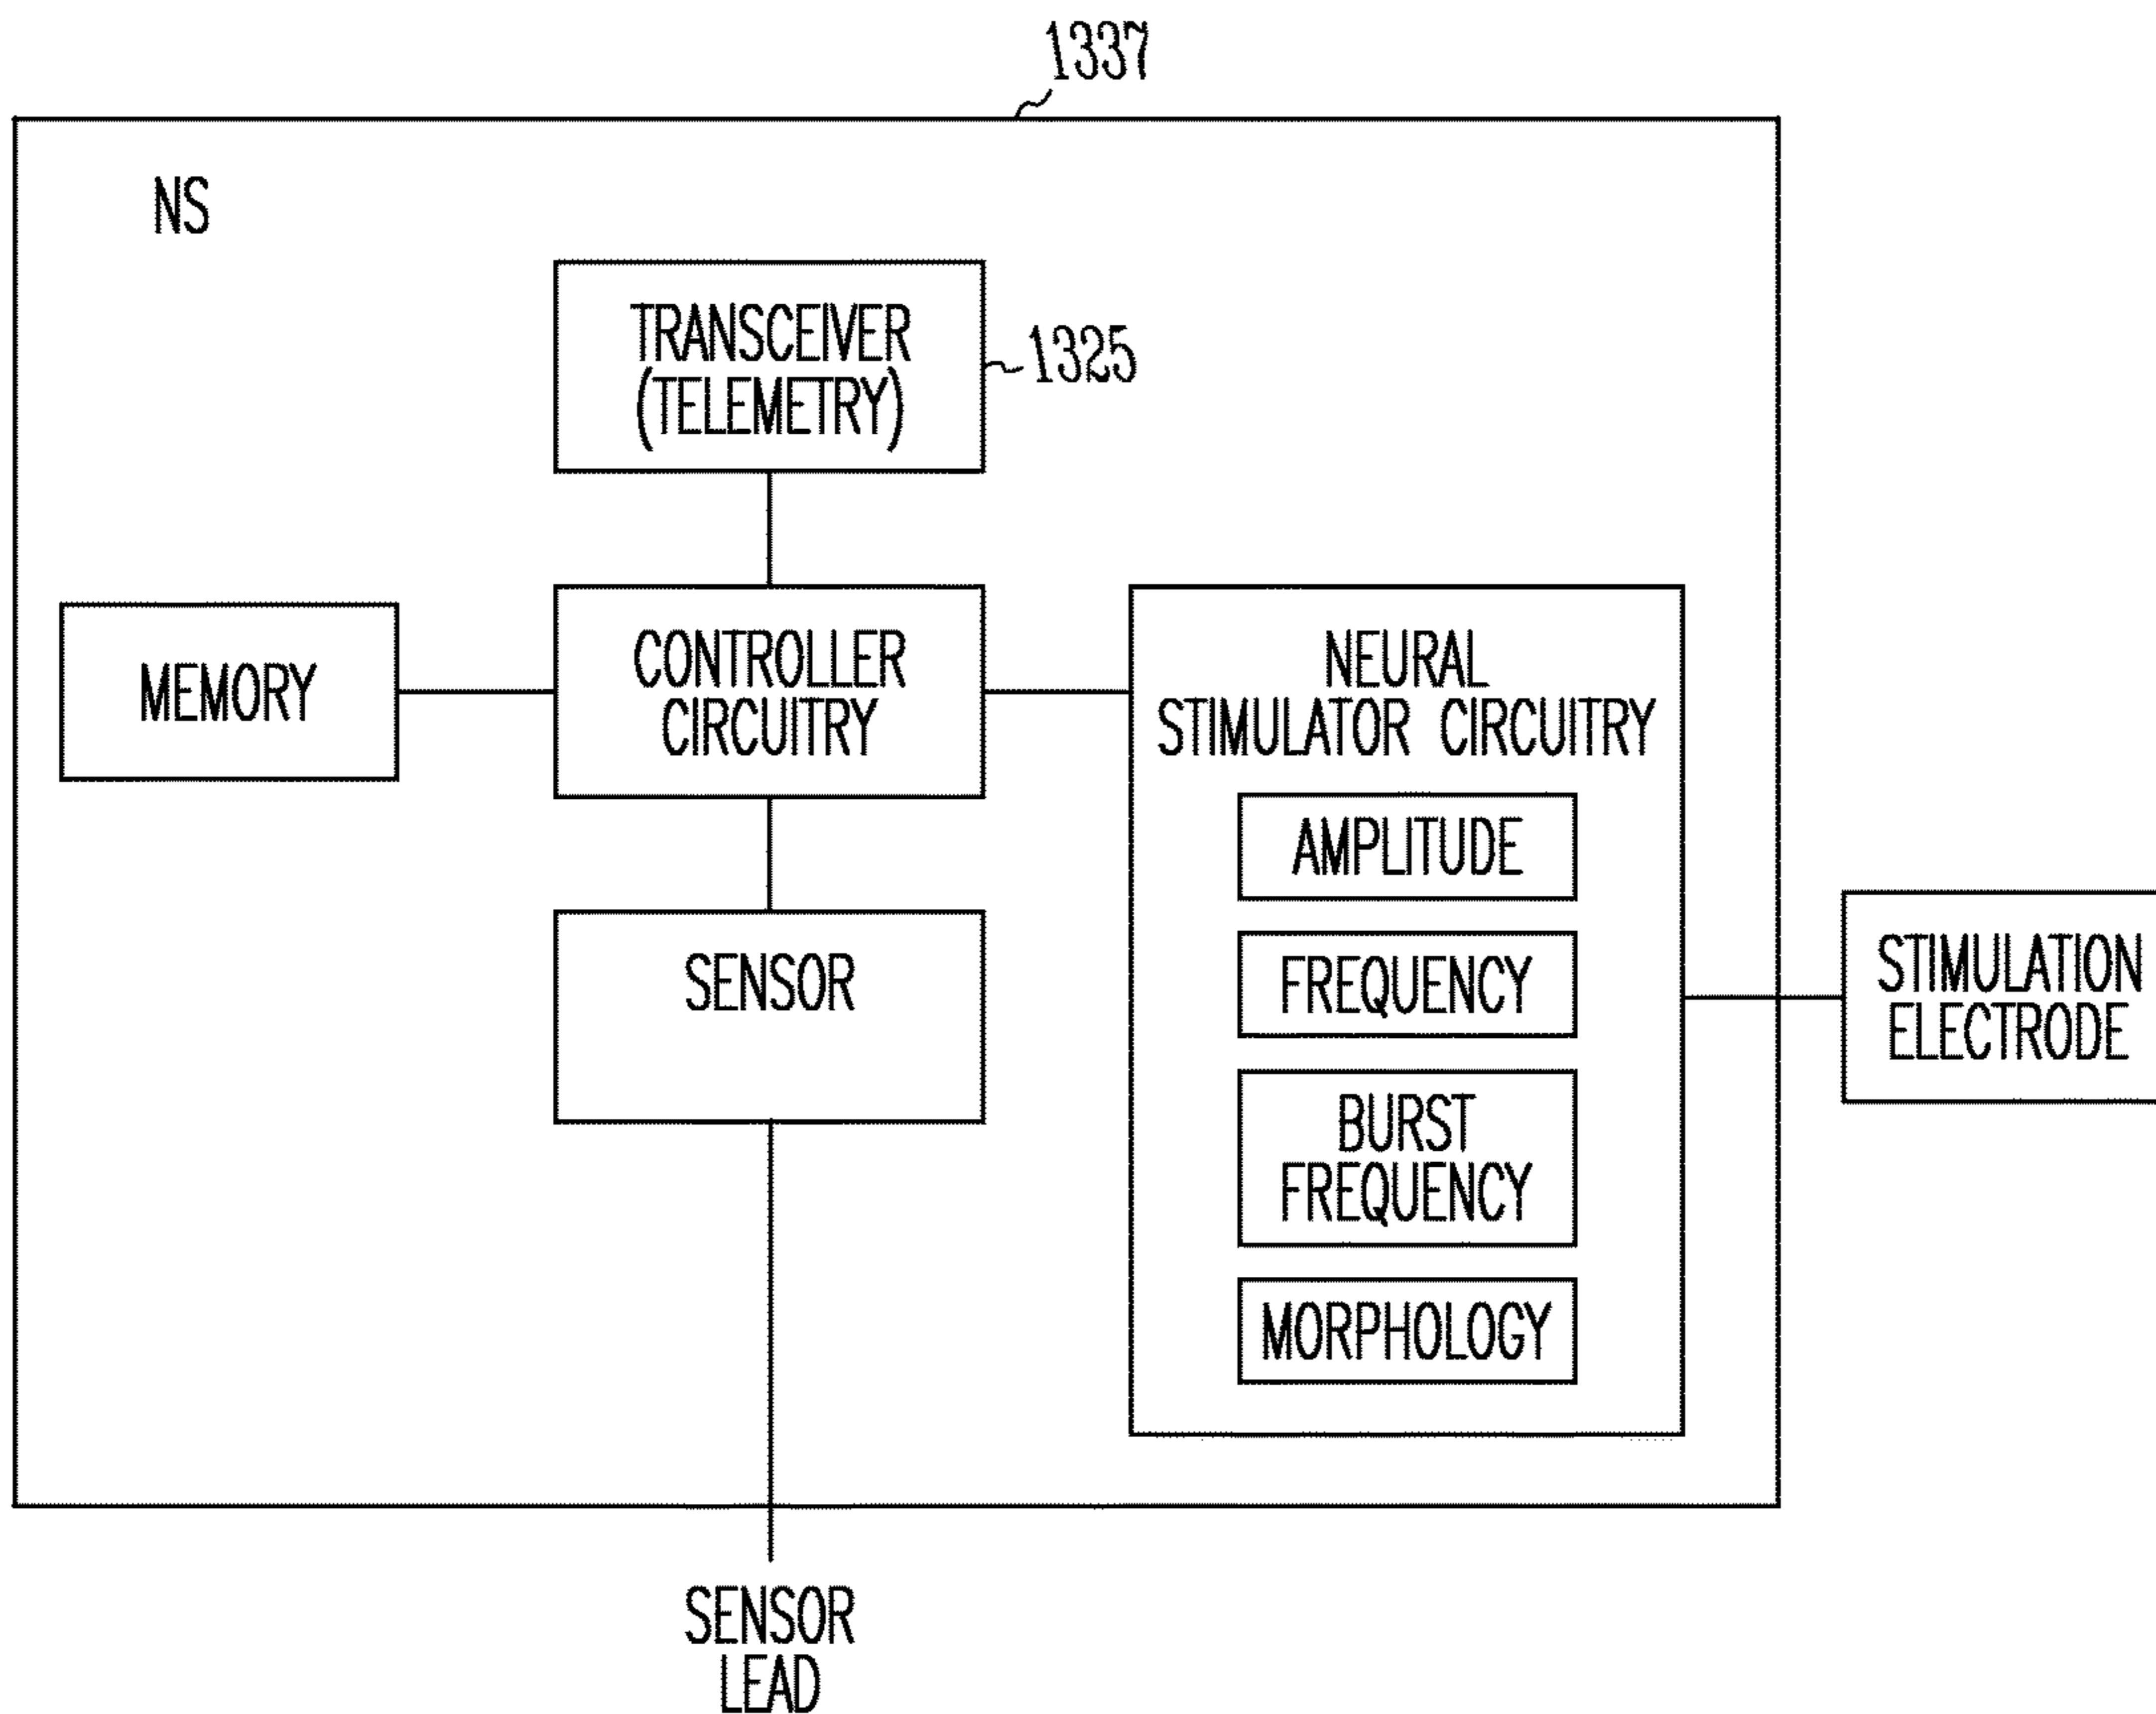 1337
NS
TRANSCEIVER
(TELEMETRY)
1325
MEMORY
CONTROLLER
CIRCUITRY
NEURAL
STIMULATOR CIRCUITRY
AMPLITUDE
FREQUENCY
BURST
FREQUENCY
MORPHOLOGY
SENSOR
STIMULATION
ELECTRODE
SENSOR
LEAD